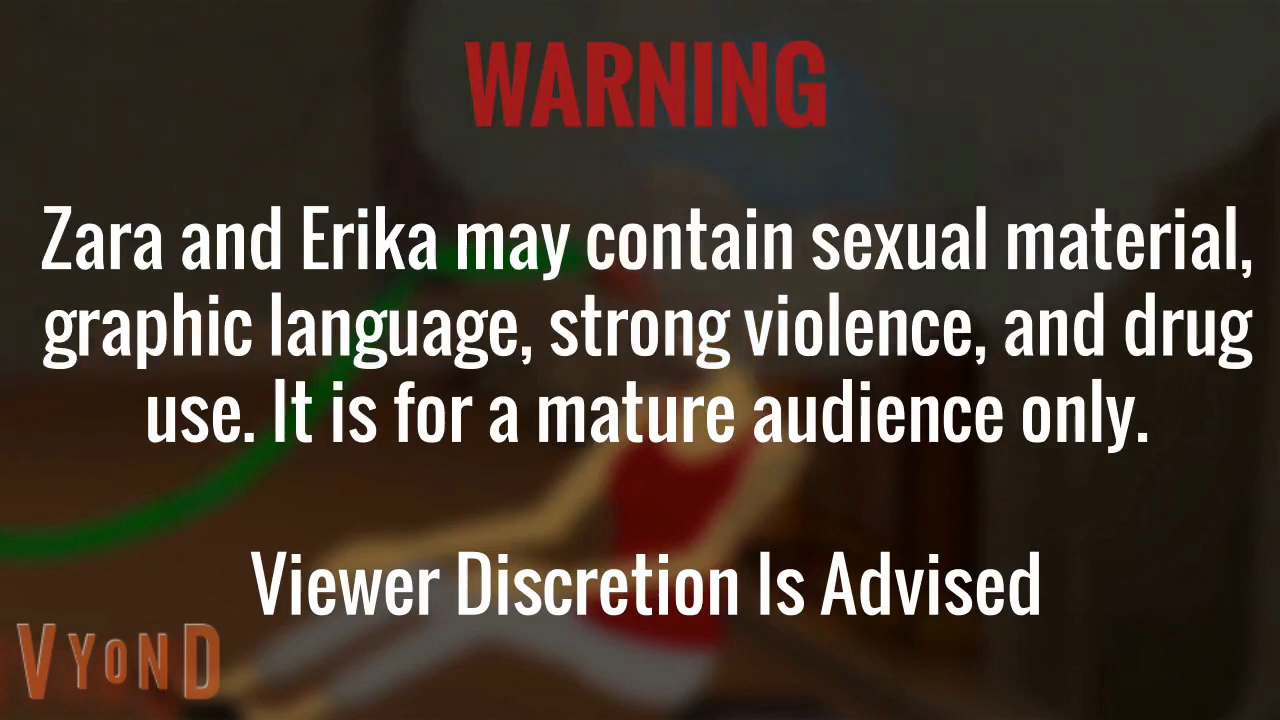 WARNING
Zara and Erika may contain sexual material,
graphic language, strong violence, and drug
use. It is for a mature audience only.
Viewer Discretion Is Advised
VYOND